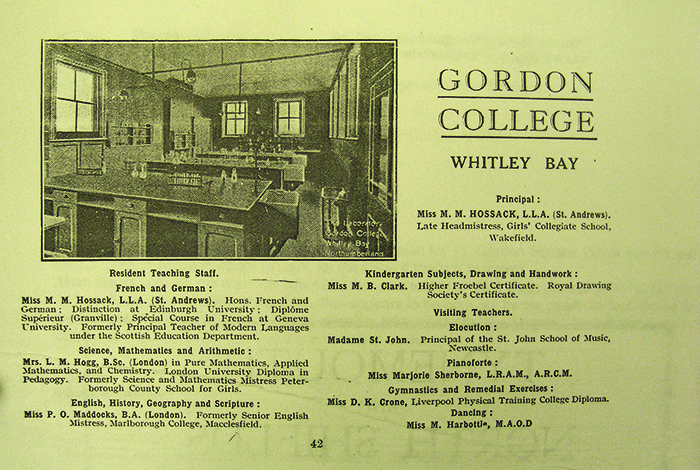 GORDON
COLLEGE
WHITLEY BAY
Principal :
Miss M. M. HOSSACK, L.L.A. (St. Andrews).
Late Headmistress, Girls' Collegiate School,
Wakefield.
Laboratory
Gordon College
Whitley Bay
Northumberland
Resident Teaching Staff.
French and German :
Miss M. M. Hossack, L.L.A. (St. Andrews). Hons. French and
German ; Distinction at Edinburgh University ; Diplôme
Supérieur (Granville) ; Special Course in French at Geneva
University. Formerly Principal Teacher of Modern Languages
under the Scottish Education Department.
Science, Mathematics and Arithmetic :
Mrs. L. M. Hogg, B.Sc. (London) in Pure Mathematics, Applied
Mathematics, and Chemistry. London University Diploma in
Pedagogy. Formerly Science and Mathematics Mistress Peter-
borough County School for Girls.
English, History, Geography and Scripture :
Miss P. O. Maddocks, B.A. (London). Formerly Senior English
Mistress, Marlborough College, Macclesfield.
Kindergarten Subjects, Drawing and Handwork :
Miss M. B. Clark. Higher Froebel Certificate. Royal Drawing
Society's Certificate.
Visiting Teachers.
Elocution :
Madame St. John. Principal of the St. John School of Music,
Newcastle.
Pianoforte :
Miss Marjorie Sherborne, L.R.A.M., A.R.C.M.
Gymnastics and Remedial Exercises :
Miss D. K. Crone, Liverpool Physical Training College Diploma.
Dancing :
Miss M. Harbottle, M.A.O.D
42